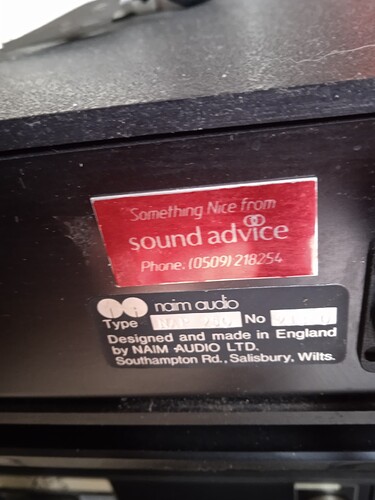 Something Nice from
sound advice
Phone: (0509) 218254
naim audio
Type No
Designed and made in England
by NAIM AUDIO LTD.
Southampton Rd., Salisbury, Wilts.